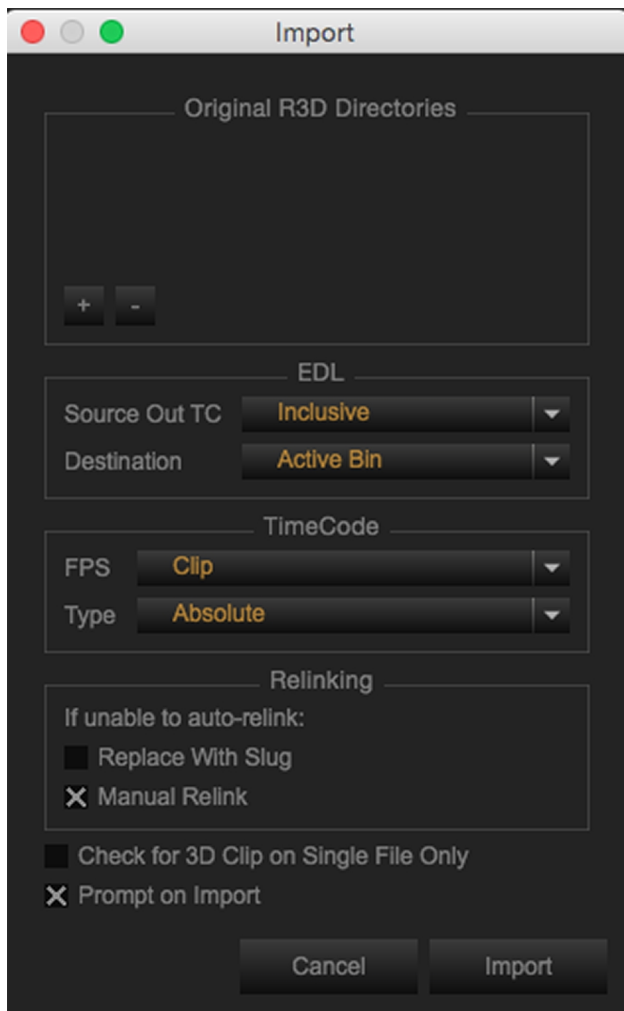 Import
Original R3D Directories
+ -
EDL
Source Out TC Inclusive
Destination Active Bin
TimeCode
FPS Clip
Type Absolute
Relinking
If unable to auto-relink:
Replace With Slug
Manual Relink
Check for 3D Clip on Single File Only
Prompt on Import
Cancel Import